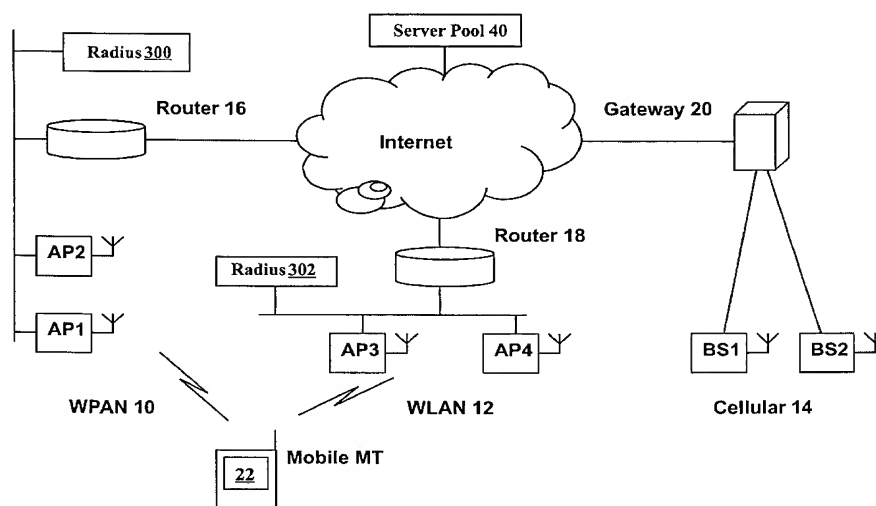 Server Pool 40
Radius 300
Router 16
Gateway 20
Internet
Router 18
AP2
Radius 302
AP1
AP3
AP4
BS1
BS2
WPAN 10
WLAN 12
Cellular 14
Mobile MT
22